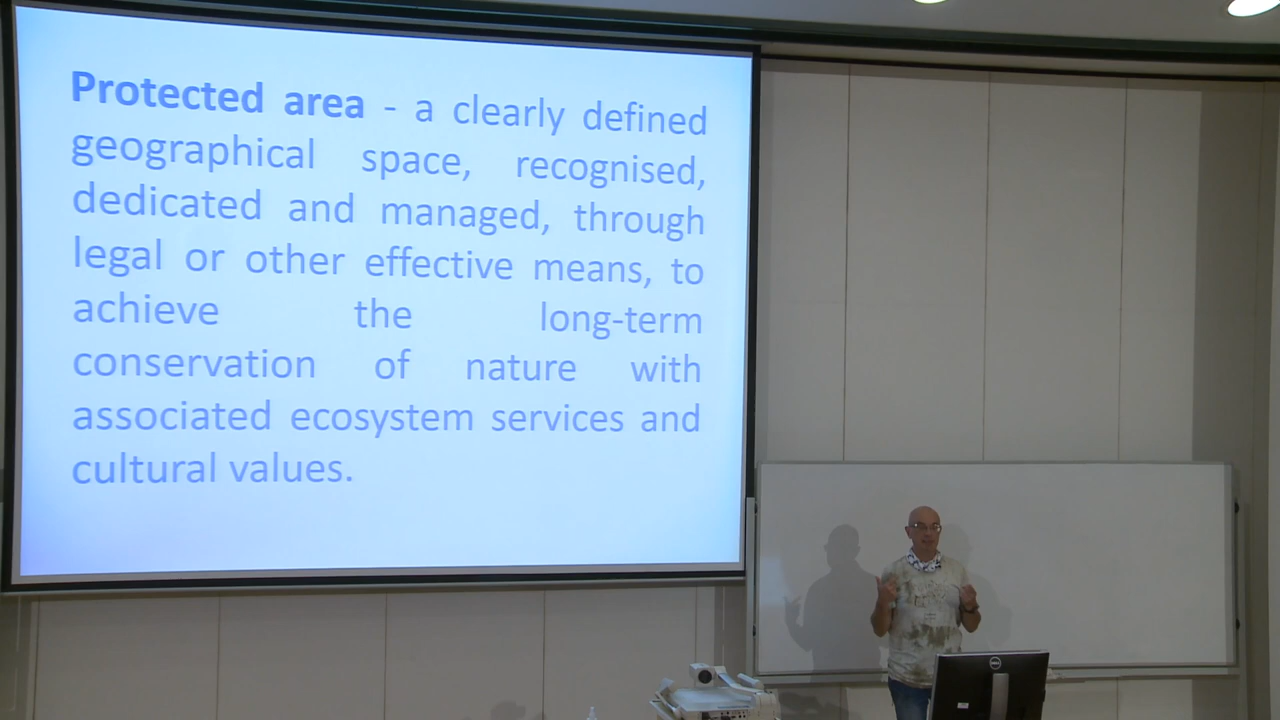 Protected area - a clearly defined
geographical space, recognised,
dedicated and managed, through
legal or other effective means, to
achieve the long-term
conservation of nature with
associated ecosystem services and
cultural values.
DELL